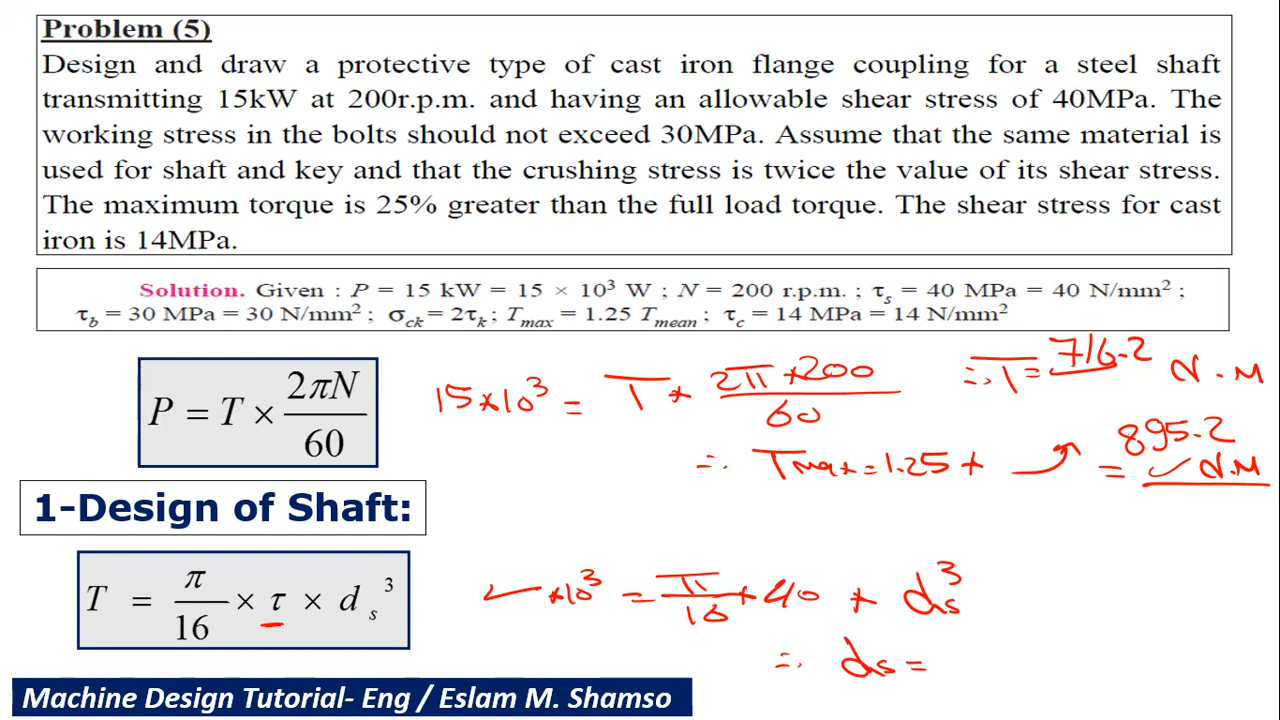 Problem (5)
Design and draw a protective type of cast iron flange coupling for a steel shaft
transmitting 15kW at 200r.p.m. and having an allowable shear stress of 40MPa. The
working stress in the bolts should not exceed 30MPa. Assume that the same material is
used for shaft and key and that the crushing stress is twice the value of its shear stress.
The maximum torque is 25% greater than the full load torque. The shear stress for cast
iron is 14MPa.
Solution. Given : P = 15 kW = 15 × 10³ W ; N = 200 r.p.m. ; τs = 40 MPa = 40 N/mm² ;
τb = 30 MPa = 30 N/mm² ; σck = 2τk ; Tmax = 1.25 Tmean ; τc = 14 MPa = 14 N/mm²
P = T × 2πN / 60
15*10³ = T * 2π*200 / 60
∴ T = 716.2 N.M
∴ Tmax = 1.25 * = 895.2 N.M
1-Design of Shaft:
T = π/16 × τ × ds³
*10³ = π/16 * 40 * ds³
∴ ds =
Machine Design Tutorial- Eng / Eslam M. Shamso